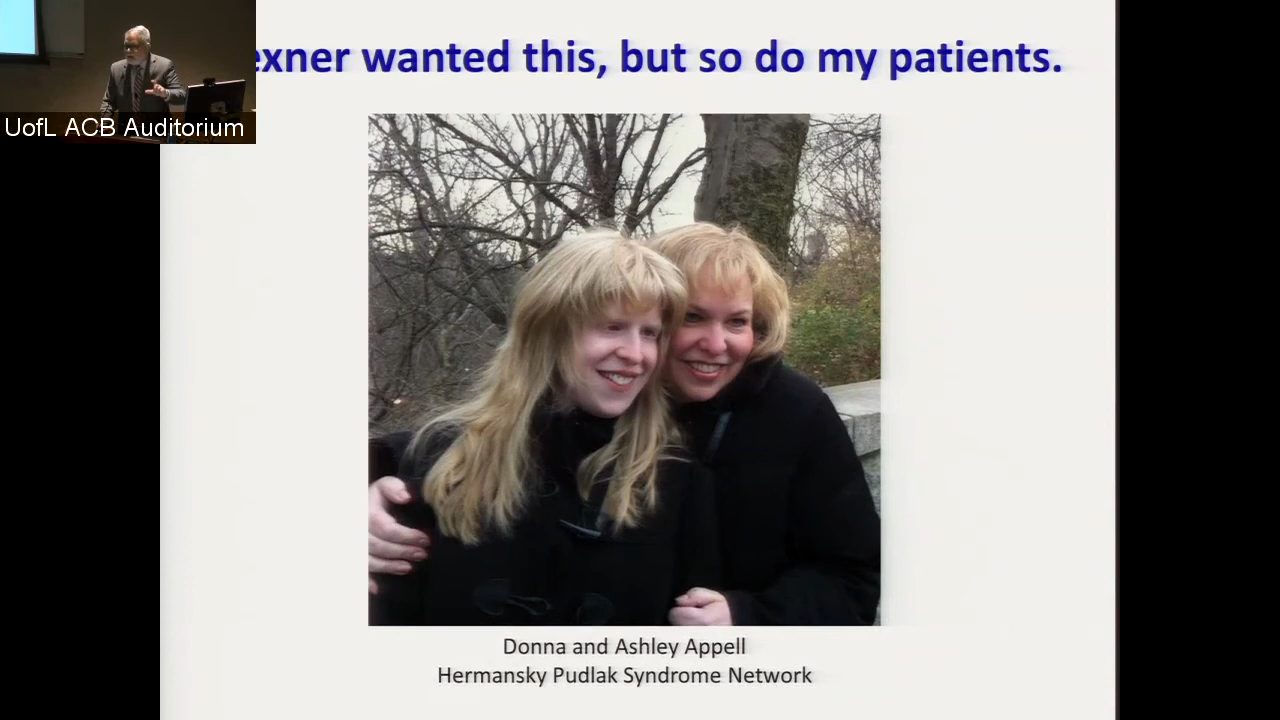 exner wanted this, but so do my patients.
UofL ACB Auditorium
Donna and Ashley Appell
Hermansky Pudlak Syndrome Network